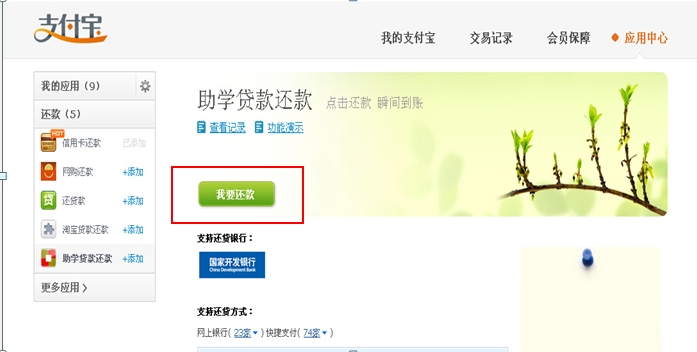 支付宝
我的支付宝 交易记录 会员保障 应用中心
我的应用（9）
还款（5）
HOT
信用卡还款 已添加
网购还款 +添加
贷 还贷款 +添加
淘宝贷款还款 +添加
助学贷款还款 +添加
更多应用 >
助学贷款还款 点击还款 瞬间到账
查看记录 功能演示
我要还款
支持还贷银行：
国家开发银行
China Development Bank
支持还贷方式：
网上银行( 23家 ) 快捷支付( 74家 )